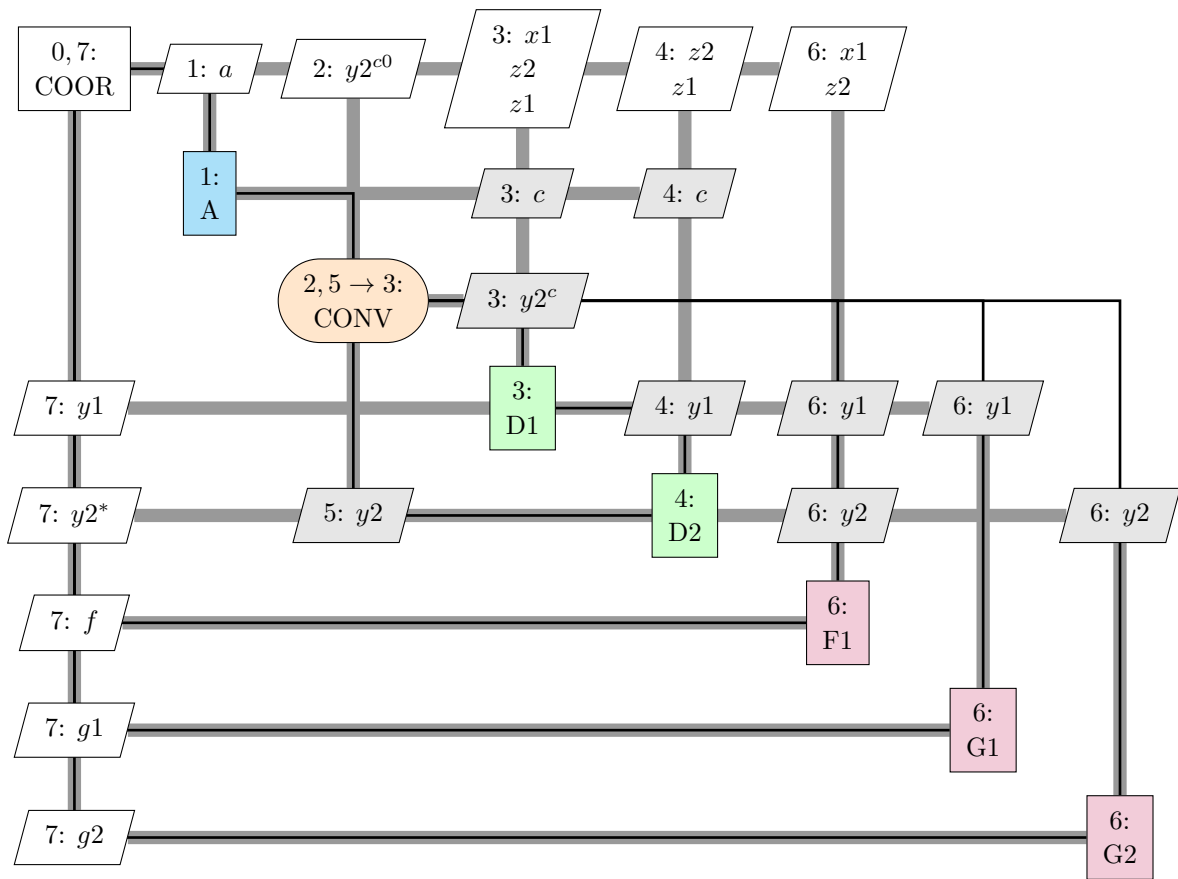 0, 7:
COOR
1: a
2: y2^{c0}
3: x1
z2
z1
4: z2
z1
6: x1
z2
1:
A
3: c
4: c
2, 5 → 3:
CONV
3: y2^c
7: y1
3:
D1
4: y1
6: y1
6: y1
7: y2*
5: y2
4:
D2
6: y2
6: y2
7: f
6:
F1
7: g1
6:
G1
7: g2
6:
G2